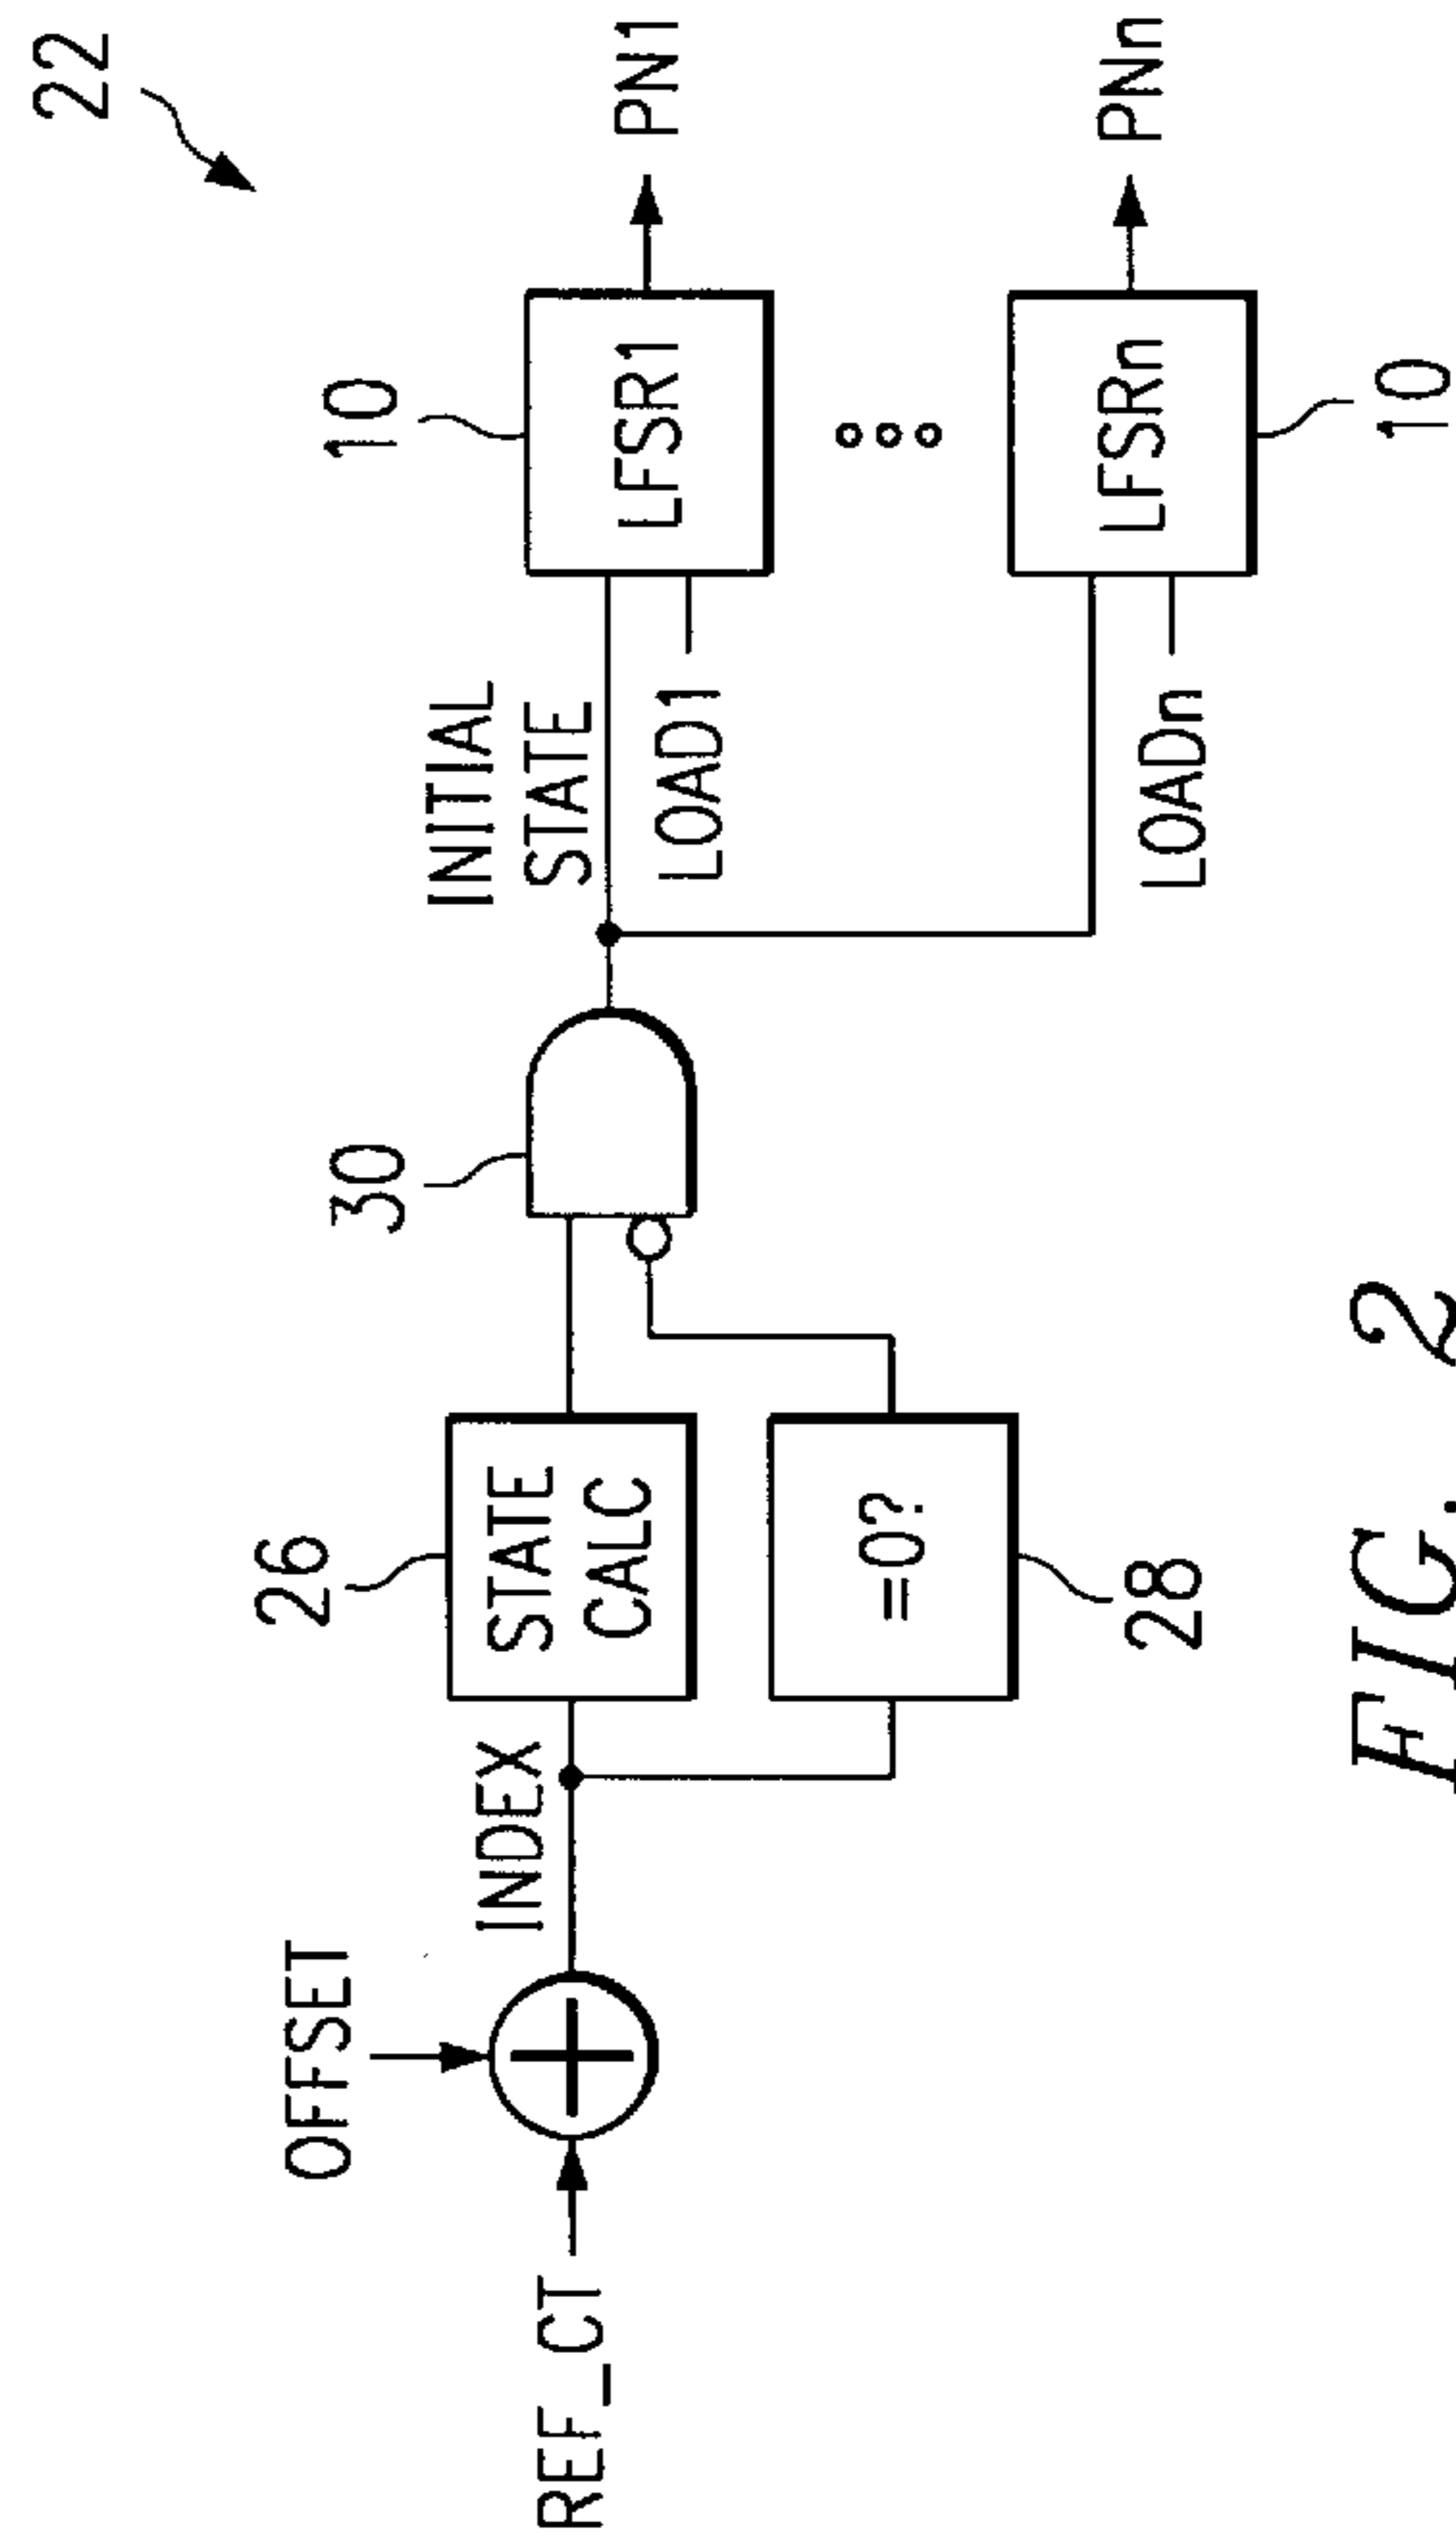 22
OFFSET
REF_CT
INDEX
26
STATE
CALC
=0?
28
30
INITIAL
STATE
LOAD1
LOADn
10
LFSR1
LFSRn
10
PN1
PNn
FIG. 2